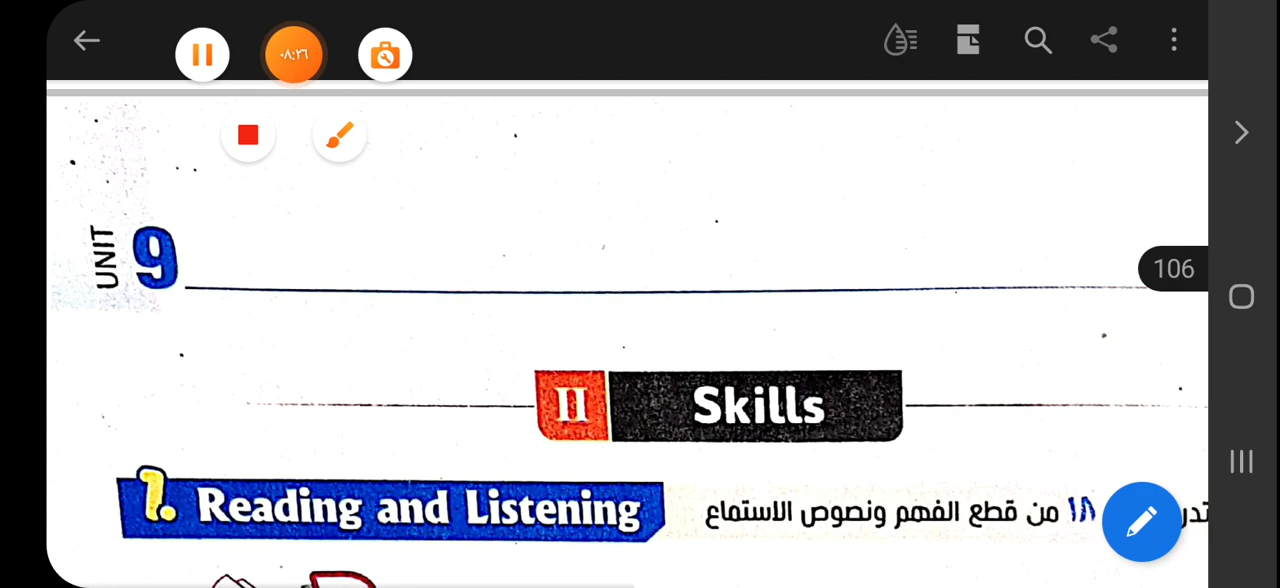 ٠٨:٢٦
UNIT 9
106
II Skills
1. Reading and Listening
١٨ من قطع الفهم ونصوص الاستماع